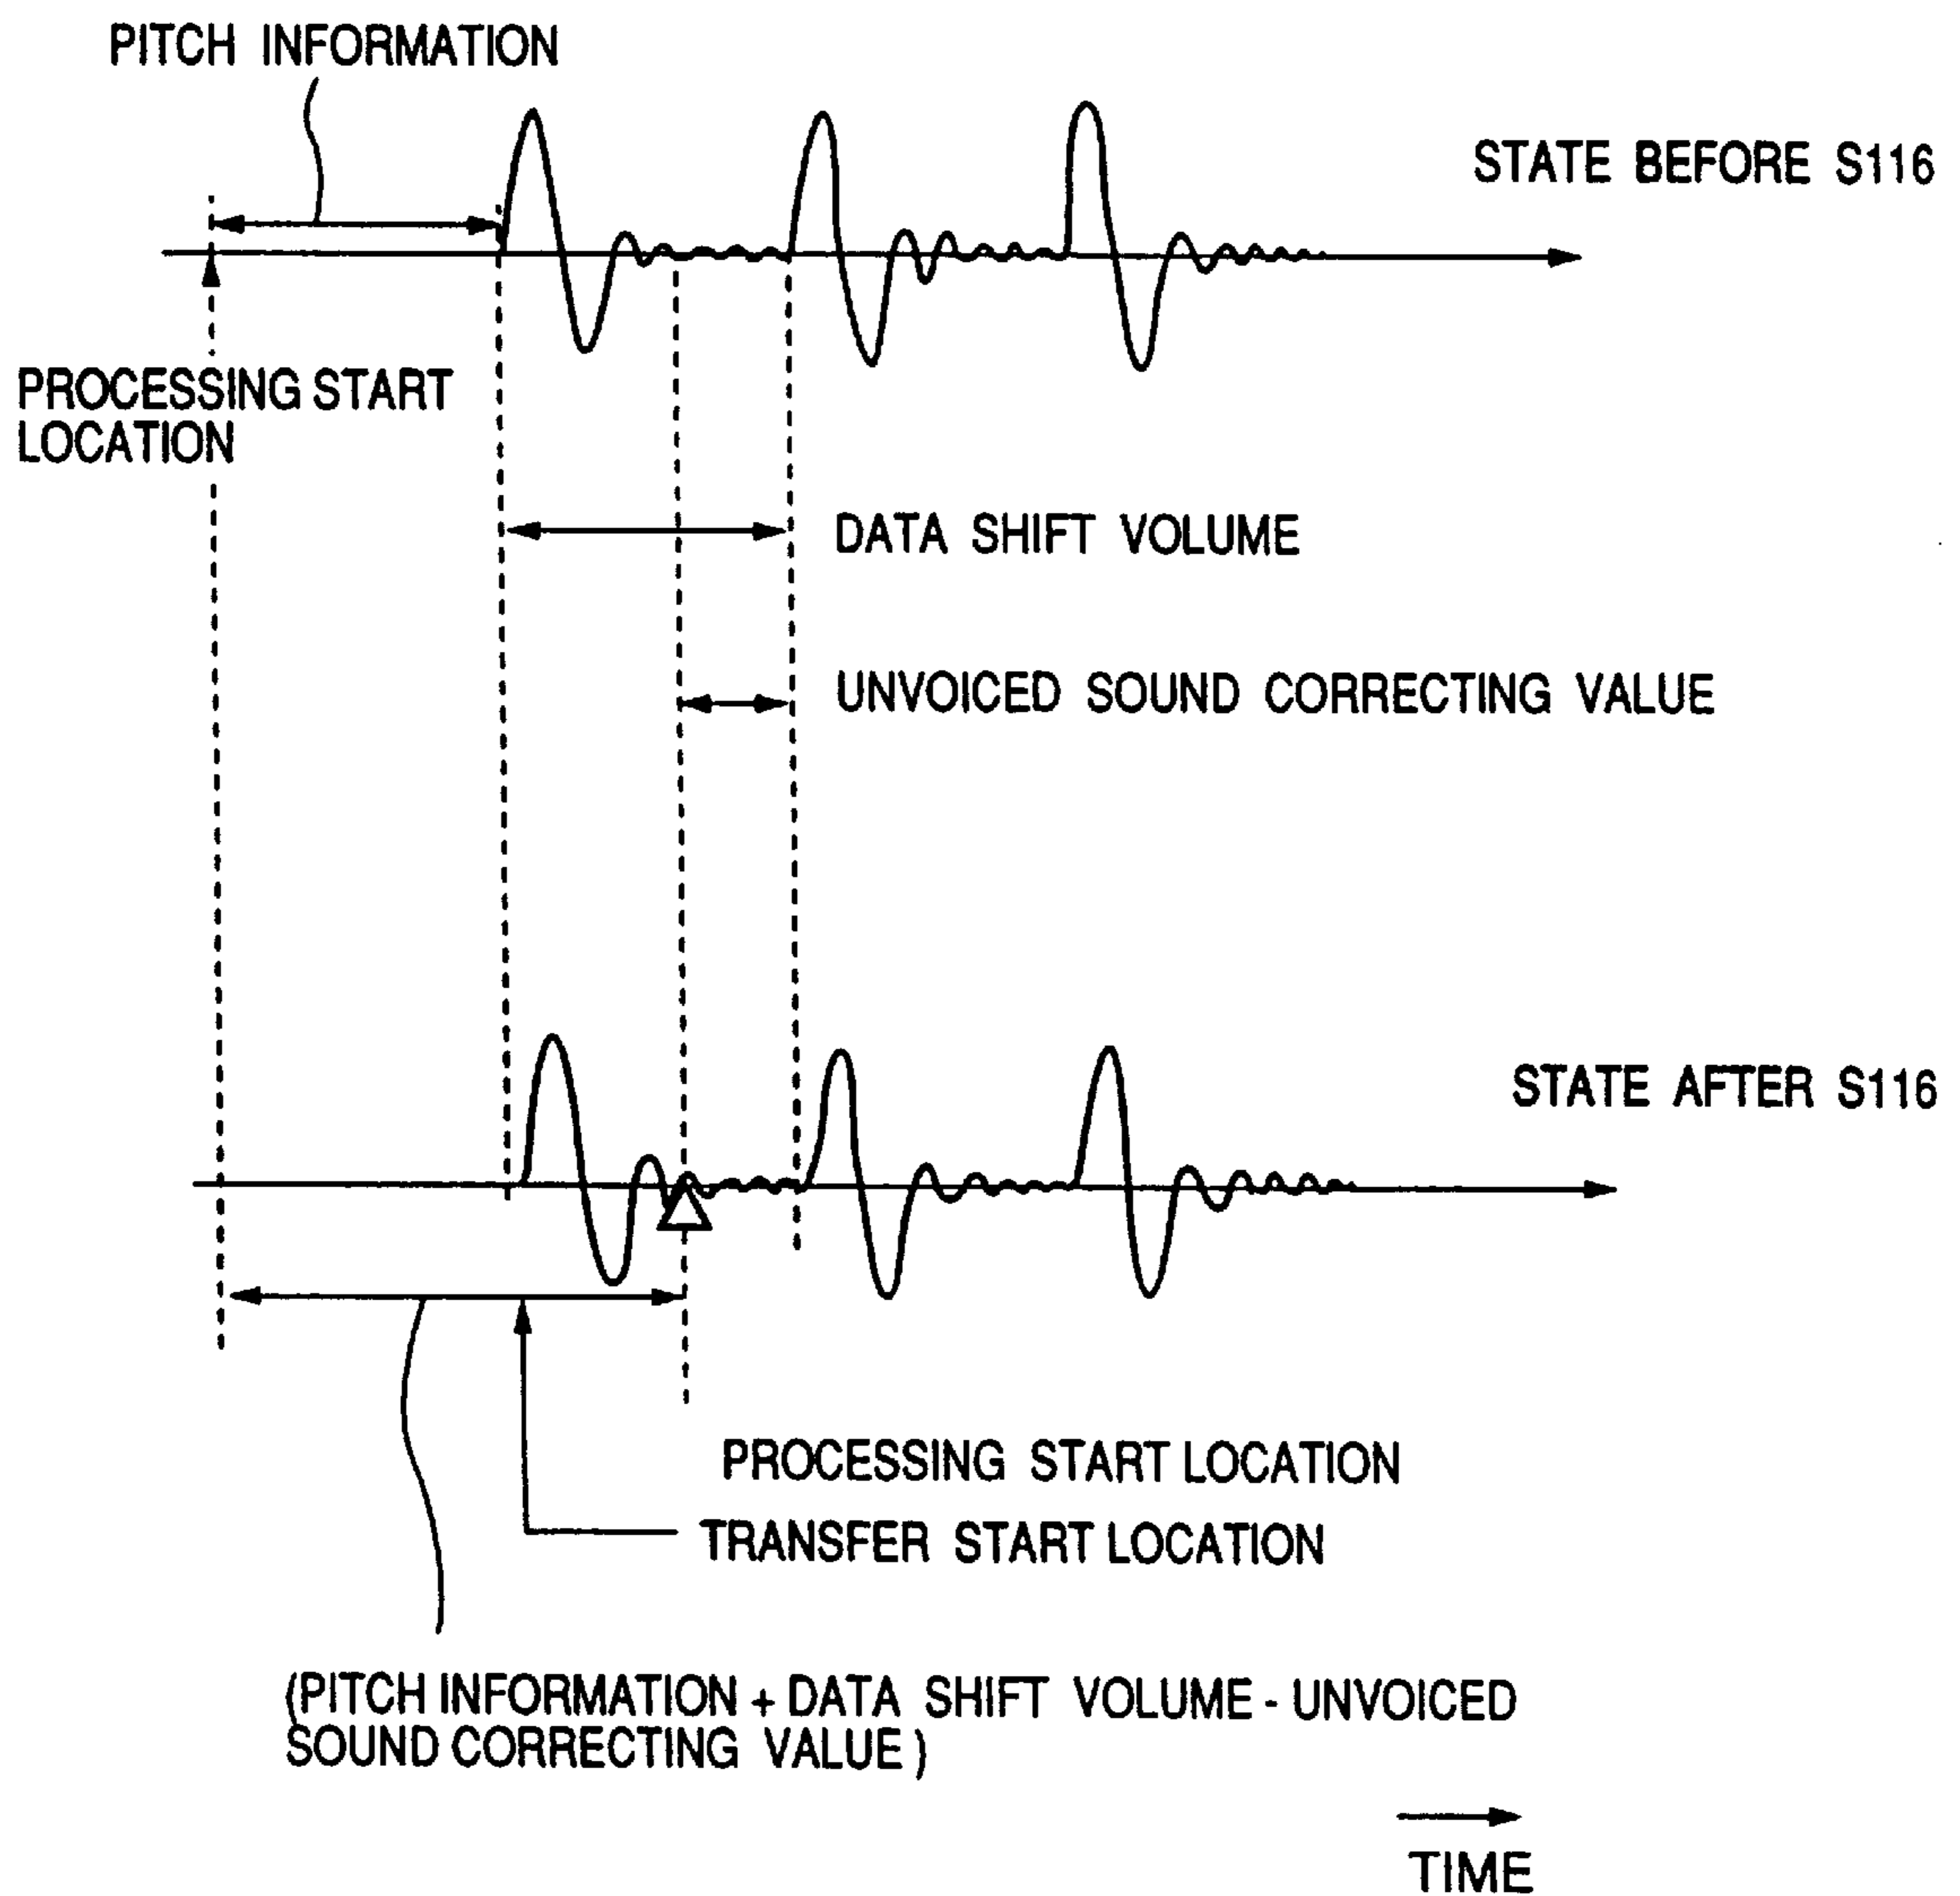 PITCH INFORMATION
STATE BEFORE S116
PROCESSING START
LOCATION
DATA SHIFT VOLUME
UNVOICED SOUND CORRECTING VALUE
STATE AFTER S116
PROCESSING START LOCATION
TRANSFER START LOCATION
(PITCH INFORMATION + DATA SHIFT VOLUME - UNVOICED
SOUND CORRECTING VALUE)
TIME